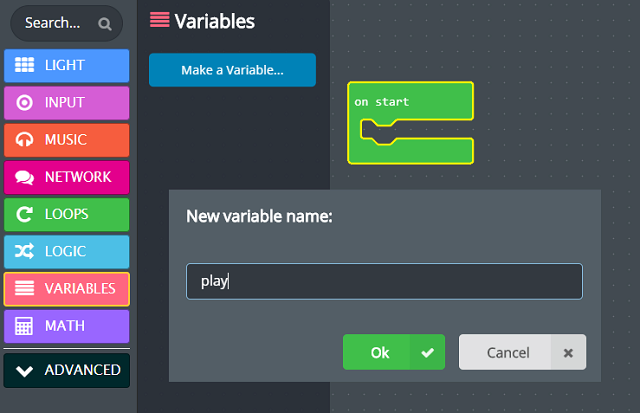 Search...
LIGHT
INPUT
MUSIC
NETWORK
LOOPS
LOGIC
VARIABLES
MATH
ADVANCED
Variables
Make a Variable...
on start
New variable name:
play
Ok
Cancel